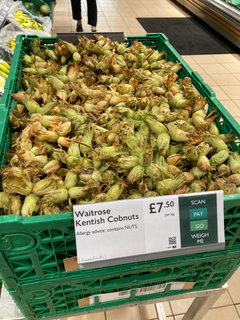 Waitrose
Kentish Cobnuts
Allergy advice: contains NUTS
£7.50
per kg
SCAN
PAY
GO
WEIGH
ME